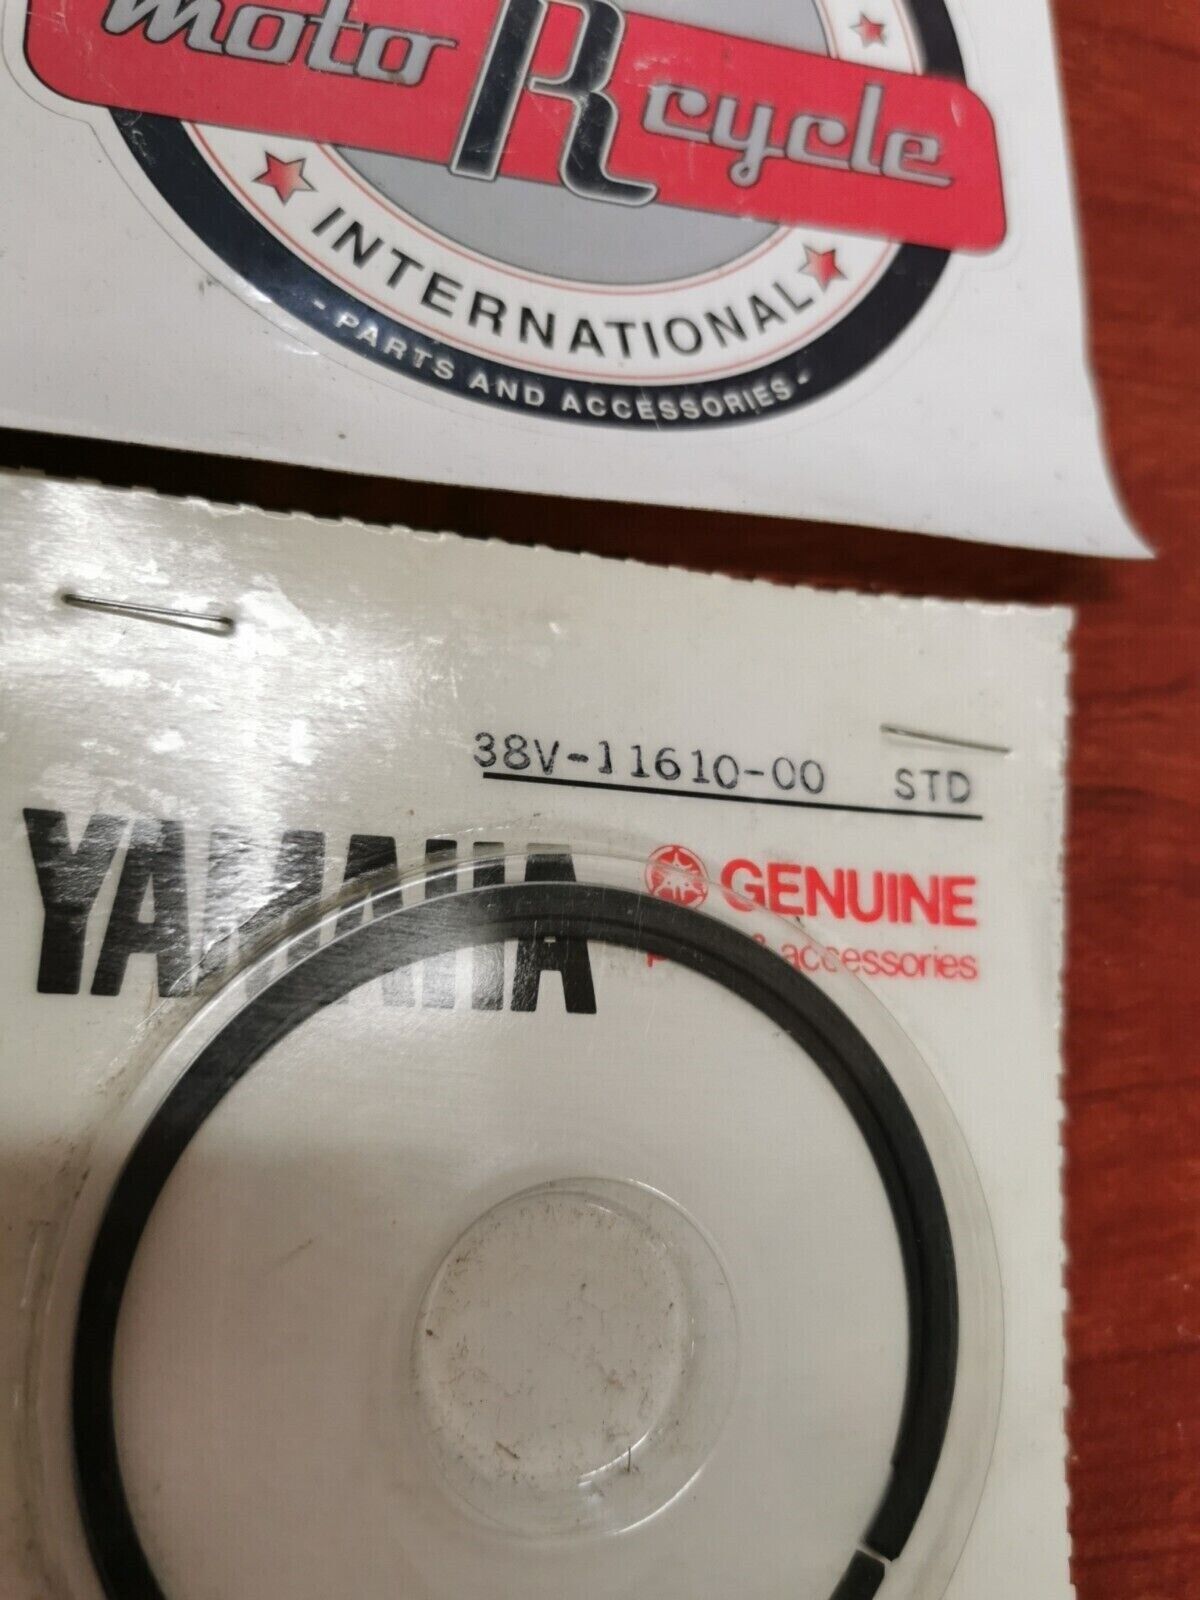 moto R cycle
INTERNATIONAL
- PARTS AND ACCESSORIES -
38V-11610-00 STD
YAMAHA
GENUINE
& accessories